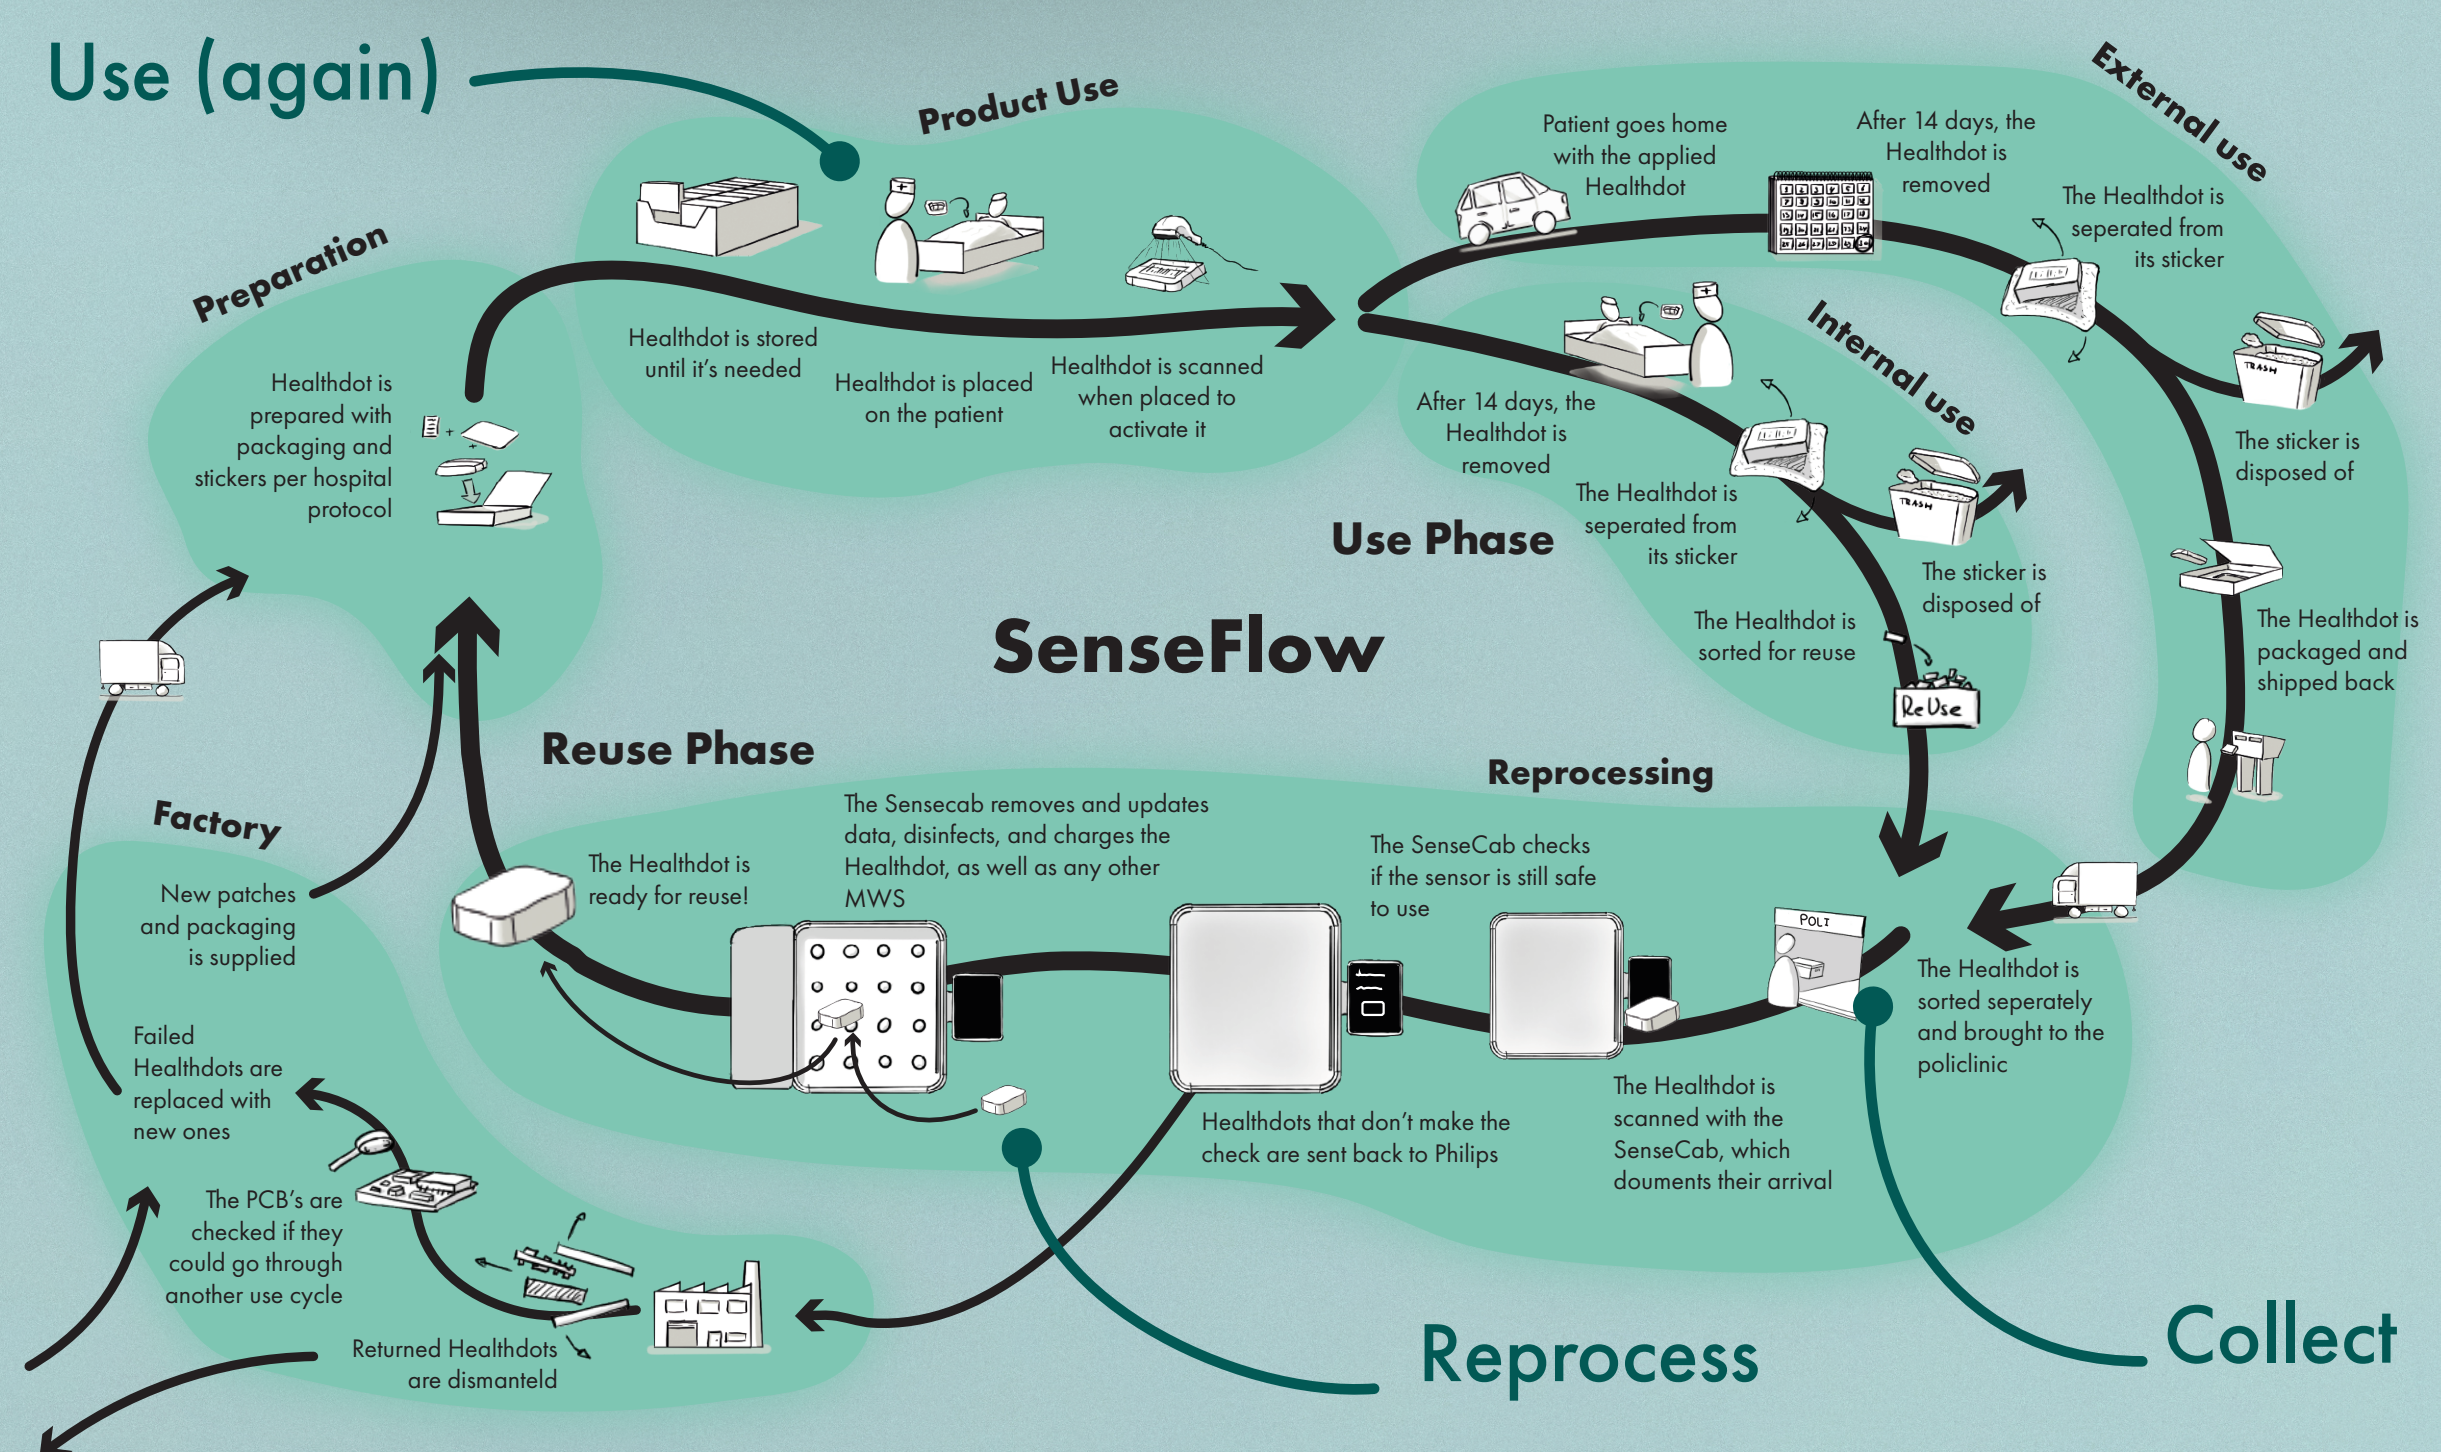 Use (again)
Product Use
External use
Preparation
Healthdot is
prepared with
packaging and
stickers per hospital
protocol
Healthdot is stored
until it's needed
Healthdot is placed
on the patient
Healthdot is scanned
when placed to
activate it
Patient goes home
with the applied
Healthdot
After 14 days, the
Healthdot is
removed
The Healthdot is
seperated from
its sticker
TRASH
The sticker is
disposed of
The Healthdot is
packaged and
shipped back
Internal use
After 14 days, the
Healthdot is
removed
The Healthdot is
seperated from
its sticker
TRASH
The sticker is
disposed of
The Healthdot is
sorted for reuse
ReUse
Use Phase
SenseFlow
Reuse Phase
Reprocessing
POLI
The Healthdot is
sorted seperately
and brought to the
policlinic
The Healthdot is
scanned with the
SenseCab, which
douments their arrival
The SenseCab checks
if the sensor is still safe
to use
Healthdots that don't make the
check are sent back to Philips
The Sensecab removes and updates
data, disinfects, and charges the
Healthdot, as well as any other
MWS
The Healthdot is
ready for reuse!
Factory
New patches
and packaging
is supplied
Failed
Healthdots are
replaced with
new ones
The PCB's are
checked if they
could go through
another use cycle
Returned Healthdots
are dismanteld
Reprocess
Collect